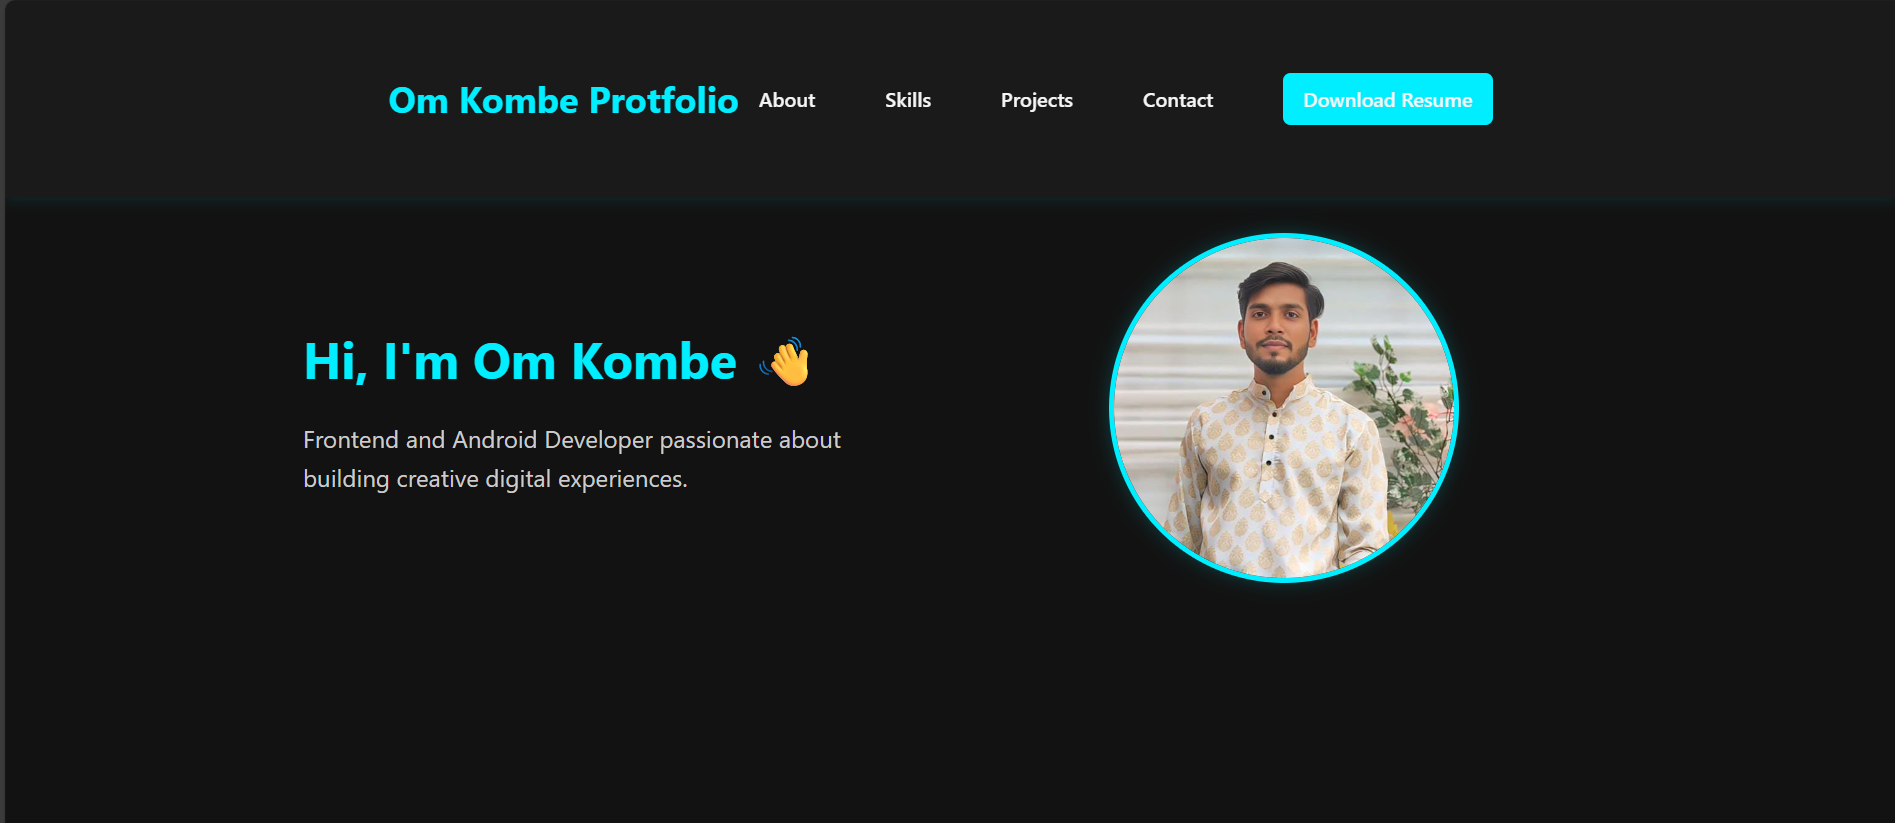 Om Kombe Protfolio About Skills Projects Contact Download Resume
Hi, I'm Om Kombe 👋
Frontend and Android Developer passionate about
building creative digital experiences.